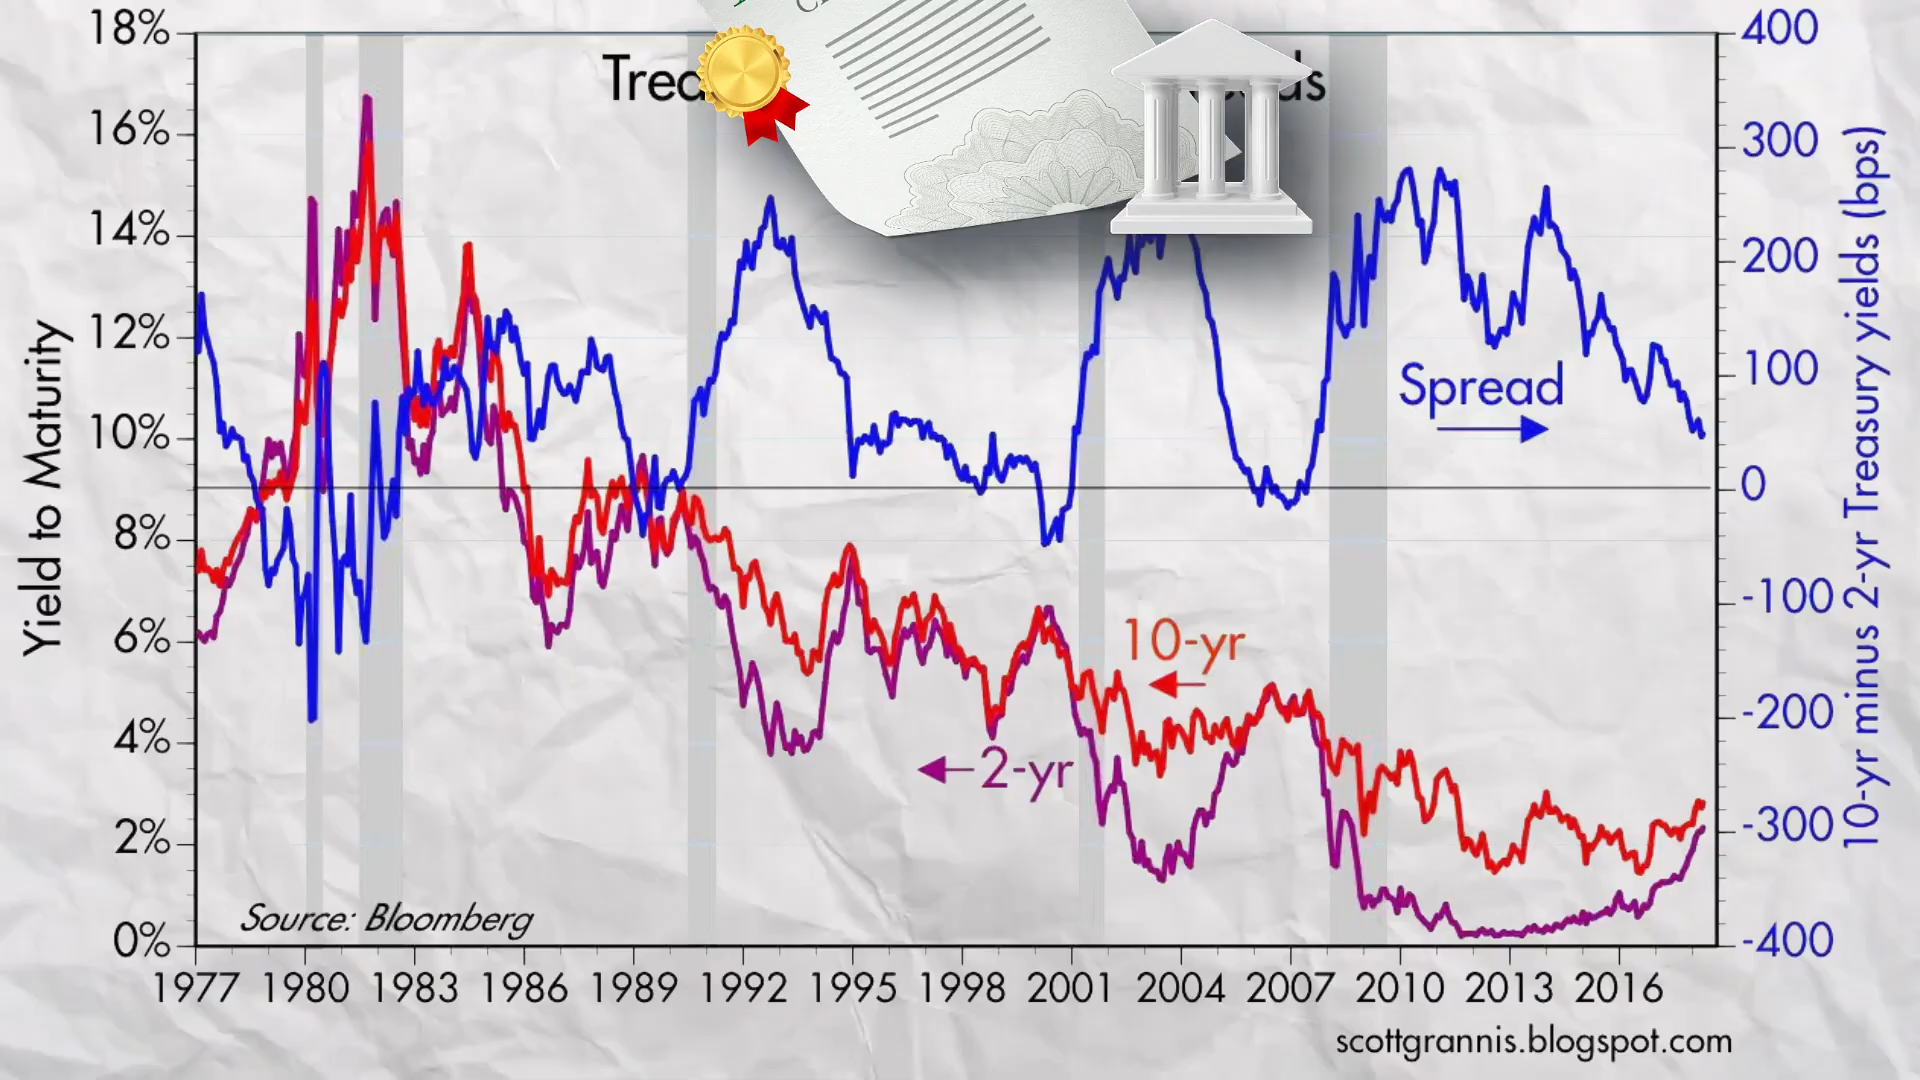 18%
16%
14%
12%
10%
8%
6%
4%
2%
0%
Yield to Maturity
400
300
200
100
0
-100
-200
-300
-400
10-yr minus 2-yr Treasury yields (bps)
Spread
10-yr
2-yr
Source: Bloomberg
1977 1980 1983 1986 1989 1992 1995 1998 2001 2004 2007 2010 2013 2016
scottgrannis.blogspot.com